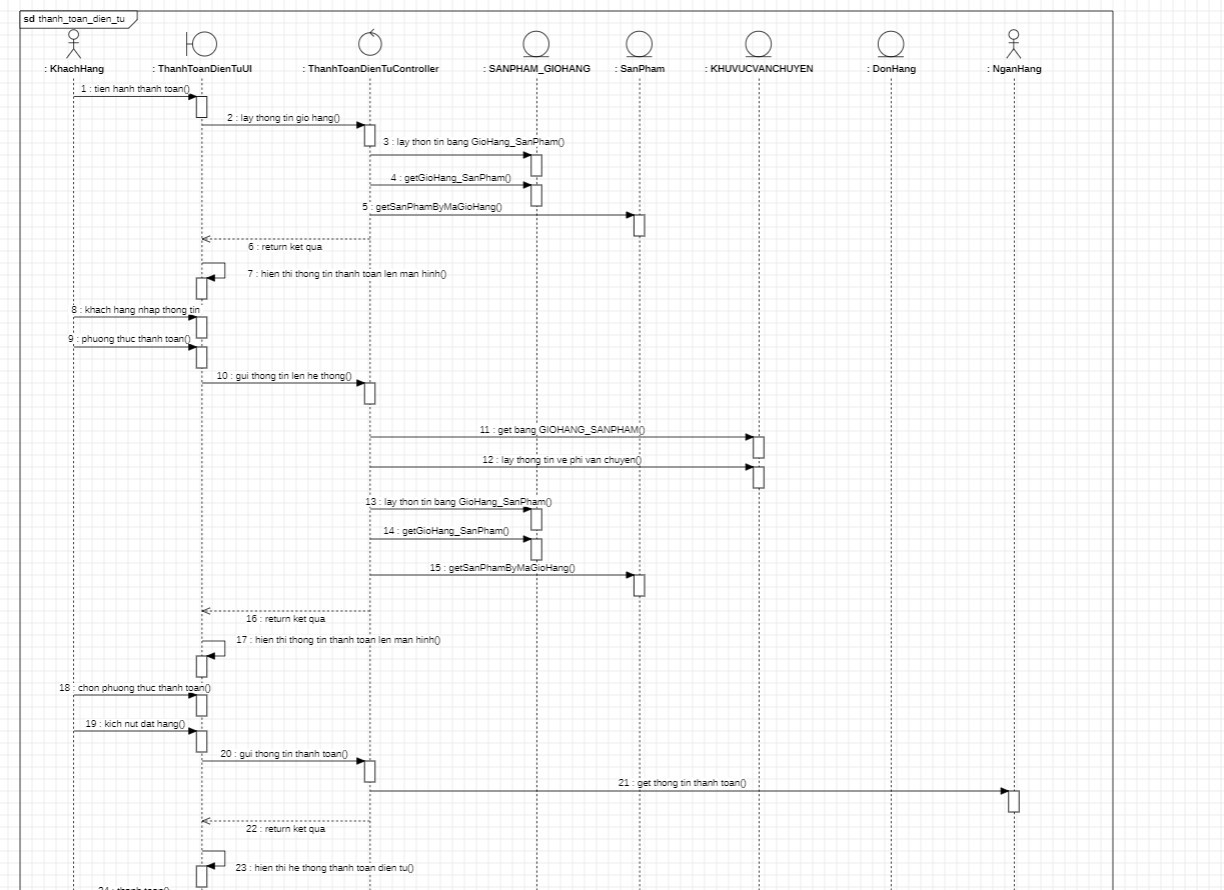 sd thanh_toan_dien_tu
: KhachHang
: ThanhToanDienTuUI
: ThanhToanDienTuController
: SANPHAM_GIOHANG
: SanPham
: KHUVUCVANCHUYEN
: DonHang
: NganHang
1 : tien hanh thanh toan()
2 : lay thong tin gio hang()
3 : lay thon tin bang GioHang_SanPham()
4 : getGioHang_SanPham()
5 : getSanPhamByMaGioHang()
6 : return ket qua
7 : hien thi thong tin thanh toan len man hinh()
8 : khach hang nhap thong tin
9 : phuong thuc thanh toan()
10 : gui thong tin len he thong()
11 : get bang GIOHANG_SANPHAM()
12 : lay thong tin ve phi van chuyen()
13 : lay thon tin bang GioHang_SanPham()
14 : getGioHang_SanPham()
15 : getSanPhamByMaGioHang()
16 : return ket qua
17 : hien thi thong tin thanh toan len man hinh()
18 : chon phuong thuc thanh toan()
19 : kich nut dat hang()
20 : gui thong tin thanh toan()
21 : get thong tin thanh toan()
22 : return ket qua
23 : hien thi he thong thanh toan dien tu()